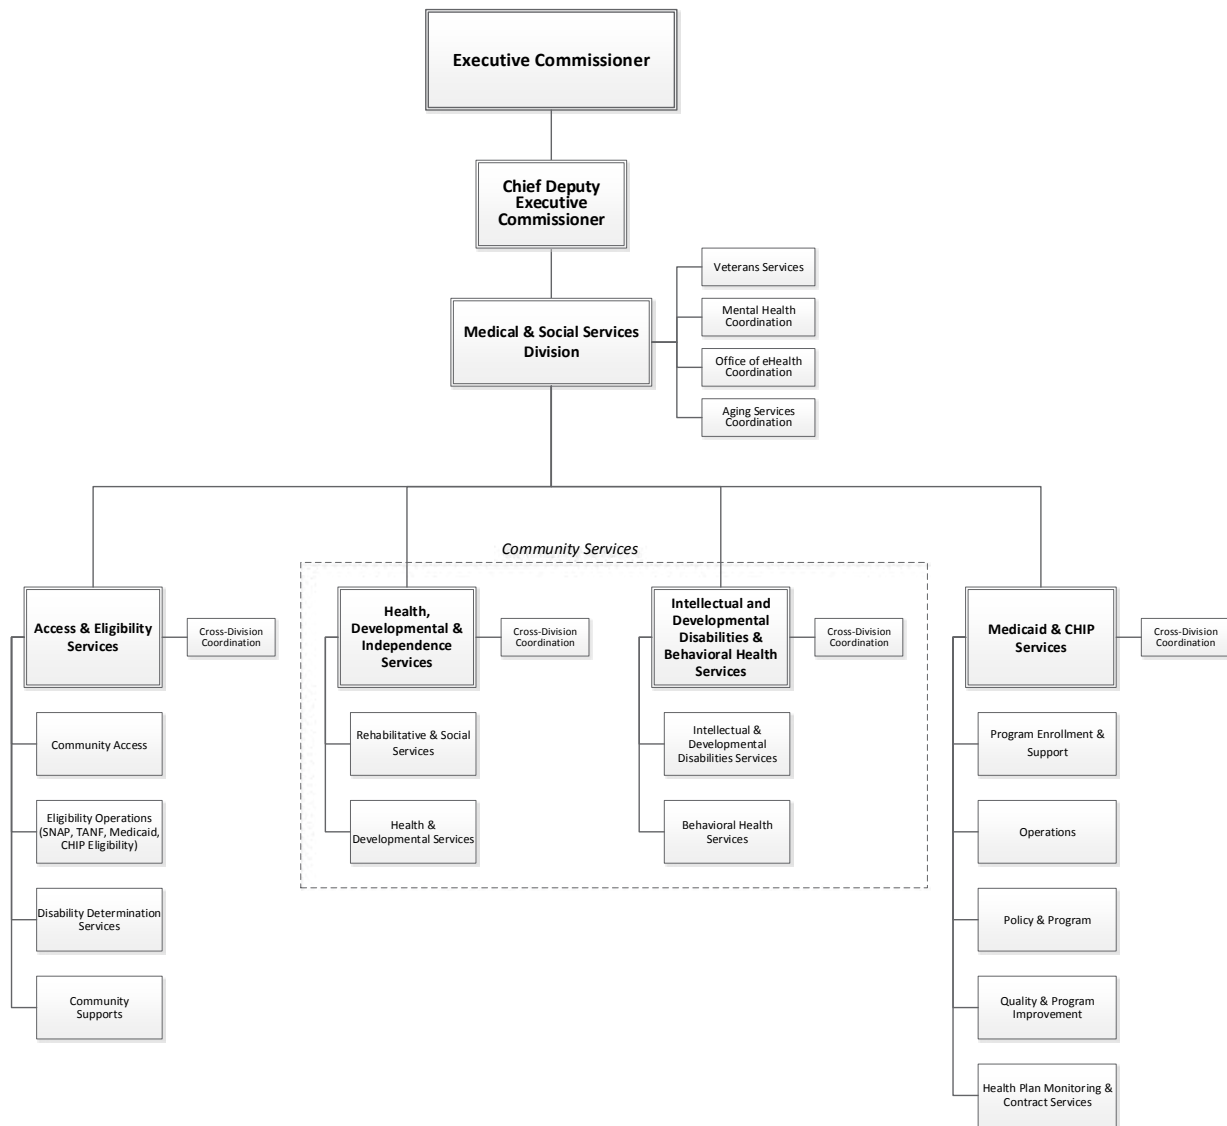 Executive Commissioner
Chief Deputy
Executive
Commissioner
Medical & Social Services
Division
Veterans Services
Mental Health
Coordination
Office of eHealth
Coordination
Aging Services
Coordination
Community Services
Access & Eligibility
Services
Cross-Division
Coordination
Community Access
Eligibility Operations
(SNAP, TANF, Medicaid,
CHIP Eligibility)
Disability Determination
Services
Community
Supports
Health,
Developmental &
Independence
Services
Cross-Division
Coordination
Rehabilitative & Social
Services
Health &
Developmental Services
Intellectual and
Developmental
Disabilities &
Behavioral Health
Services
Cross-Division
Coordination
Intellectual &
Developmental
Disabilities Services
Behavioral Health
Services
Medicaid & CHIP
Services
Cross-Division
Coordination
Program Enrollment &
Support
Operations
Policy & Program
Quality & Program
Improvement
Health Plan Monitoring &
Contract Services